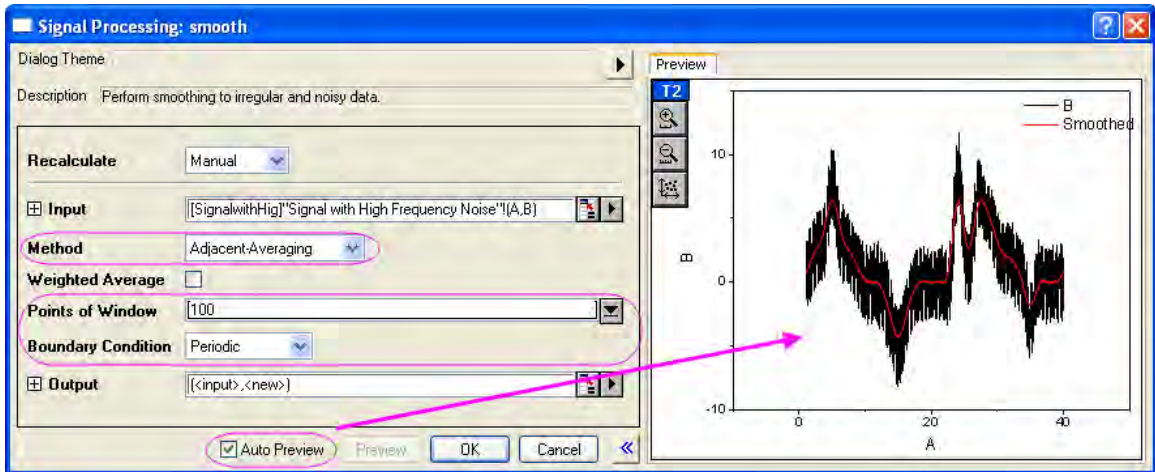 Signal Processing: smooth
Dialog Theme
Description Perform smoothing to irregular and noisy data.
Recalculate Manual
Input [SignalwithHig]"Signal with High Frequency Noise"!(A,B)
Method Adjacent-Averaging
Weighted Average
Points of Window 100
Boundary Condition Periodic
Output (<input>,<new>)
Auto Preview Preview OK Cancel
Preview
T2
B
Smoothed
10
0
-10
B
0 20 40
A